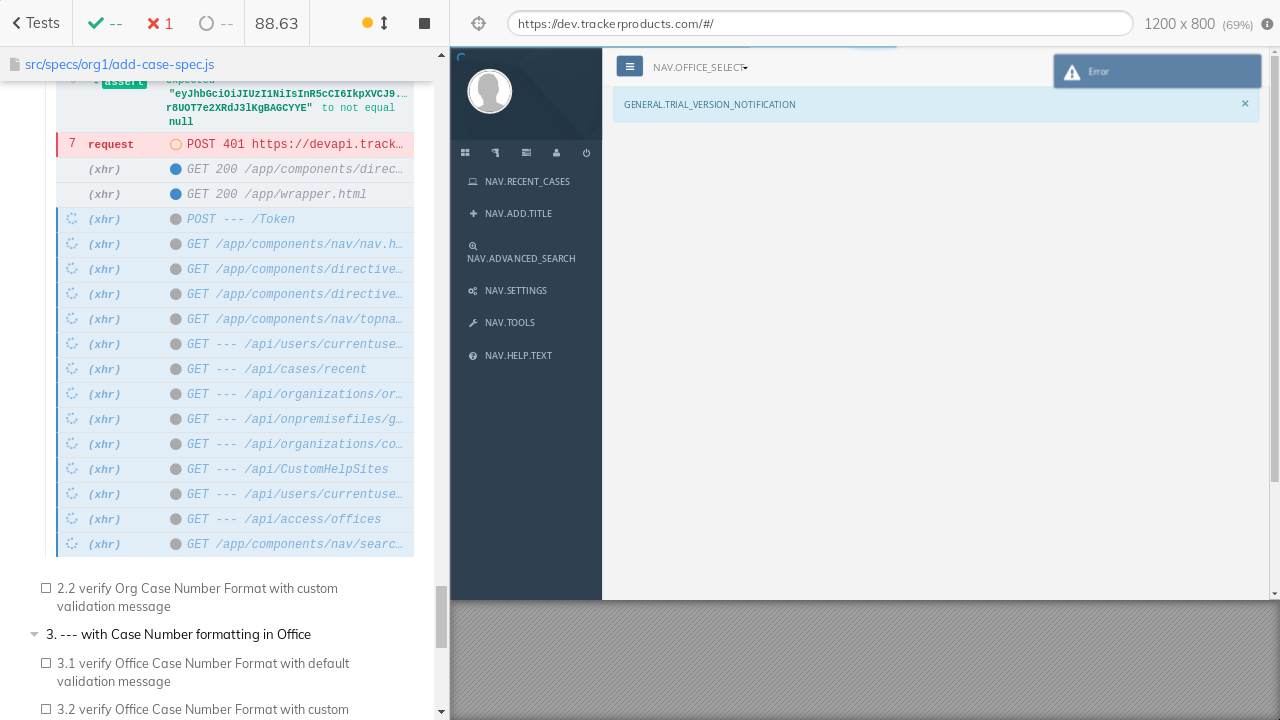 Tests
--
1
--
88.63
https://dev.trackerproducts.com/#/
1200 x 800 (69%)
src/specs/org1/add-case-spec.js
assert
"eyJhbGciOiJIUzI1NiIsInR5cCI6IkpXVCJ9.…
r8UOT7e2XRdJ3lKgBAGCYYE" to not equal
null
7 request POST 401 https://devapi.track…
(xhr) GET 200 /app/components/direc…
(xhr) GET 200 /app/wrapper.html
(xhr) POST --- /Token
(xhr) GET /app/components/nav/nav.h…
(xhr) GET /app/components/directive…
(xhr) GET /app/components/directive…
(xhr) GET /app/components/nav/topna…
(xhr) GET --- /api/users/currentuse…
(xhr) GET --- /api/cases/recent
(xhr) GET --- /api/organizations/or…
(xhr) GET --- /api/onpremisefiles/g…
(xhr) GET --- /api/organizations/co…
(xhr) GET --- /api/CustomHelpSites
(xhr) GET --- /api/users/currentuse…
(xhr) GET --- /api/access/offices
(xhr) GET /app/components/nav/searc…
2.2 verify Org Case Number Format with custom
validation message
3. --- with Case Number formatting in Office
3.1 verify Office Case Number Format with default
validation message
3.2 verify Office Case Number Format with custom
NAV.OFFICE_SELECT
Error
GENERAL.TRIAL_VERSION_NOTIFICATION
×
NAV.RECENT_CASES
NAV.ADD.TITLE
NAV.ADVANCED_SEARCH
NAV.SETTINGS
NAV.TOOLS
NAV.HELP.TEXT